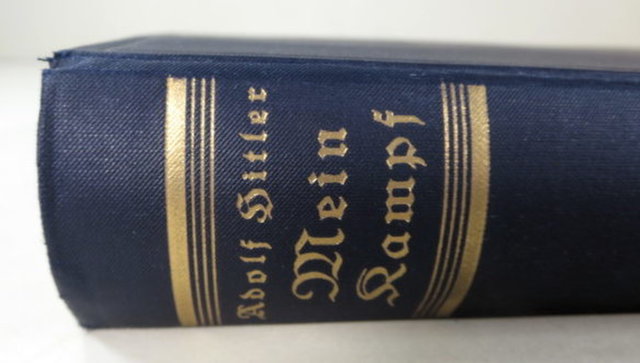 Adolf Hitler
Mein
Kampf